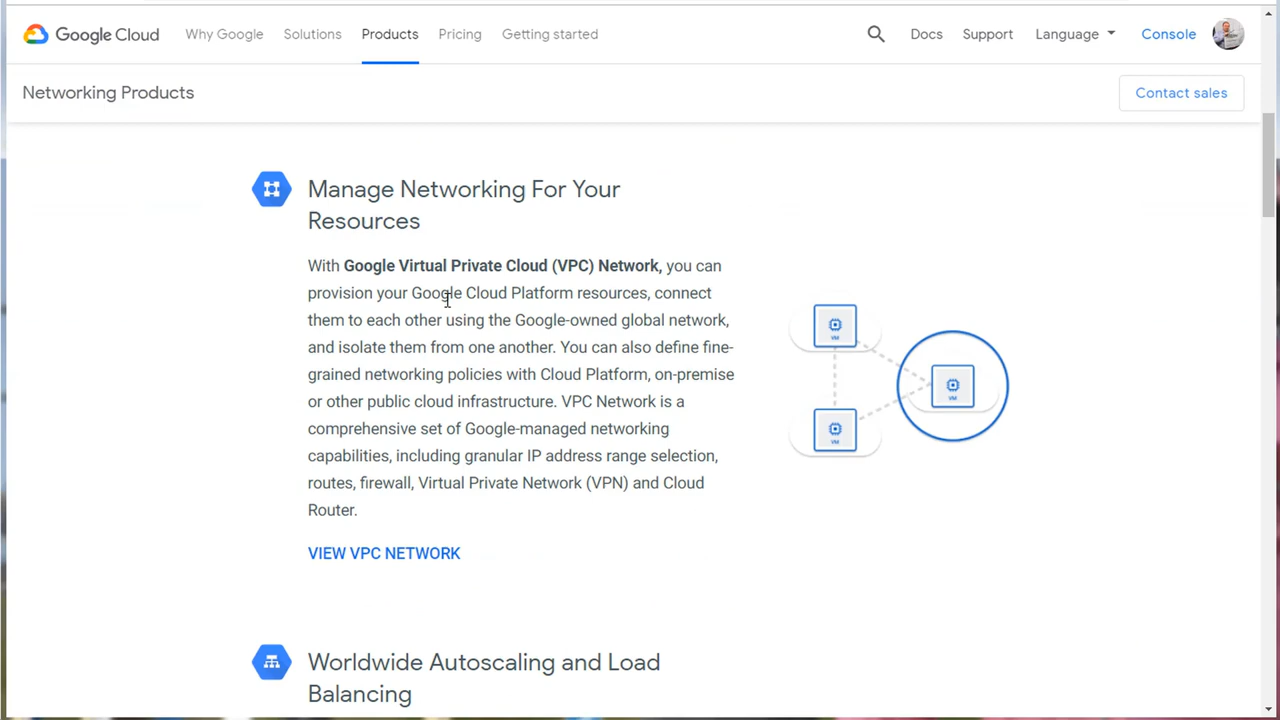 Google Cloud Why Google Solutions Products Pricing Getting started Docs Support Language Console
Networking Products Contact sales
Manage Networking For Your
Resources
With Google Virtual Private Cloud (VPC) Network, you can
provision your Google Cloud Platform resources, connect
them to each other using the Google-owned global network,
and isolate them from one another. You can also define fine-
grained networking policies with Cloud Platform, on-premise
or other public cloud infrastructure. VPC Network is a
comprehensive set of Google-managed networking
capabilities, including granular IP address range selection,
routes, firewall, Virtual Private Network (VPN) and Cloud
Router.
VIEW VPC NETWORK
VM
VM
VM
Worldwide Autoscaling and Load
Balancing